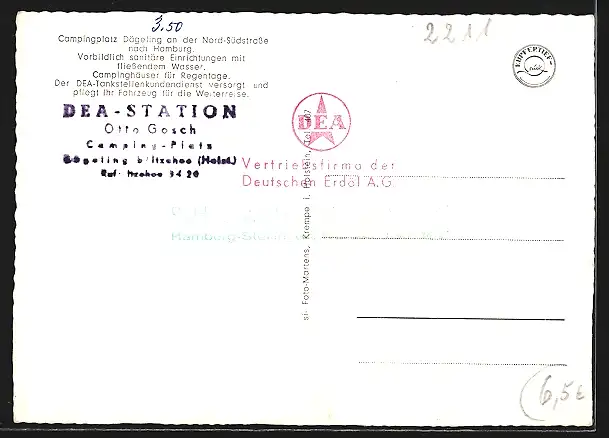 3.50
2211
Campingplatz Dägeling an der Nord-Südstraße
nach Hamburg.
Vorbildlich sanitäre Einrichtungen mit
fließendem Wasser.
Campinghäuser für Regentage.
Der DEA-Tankstellenkundendienst versorgt und
pflegt Ihr Fahrzeug für die Weiterreise.
DEA-STATION
Otto Gosch
Camping-Platz
Dägeling b/Itzehoe (Holst.)
Ruf: Itzehoe 34 20
DEA
Vertriebsfirma der
Deutschen Erdöl A.G.
Hamburg-
Foto-Martens, Krempe i. Holstein, Tel.
(6,5€